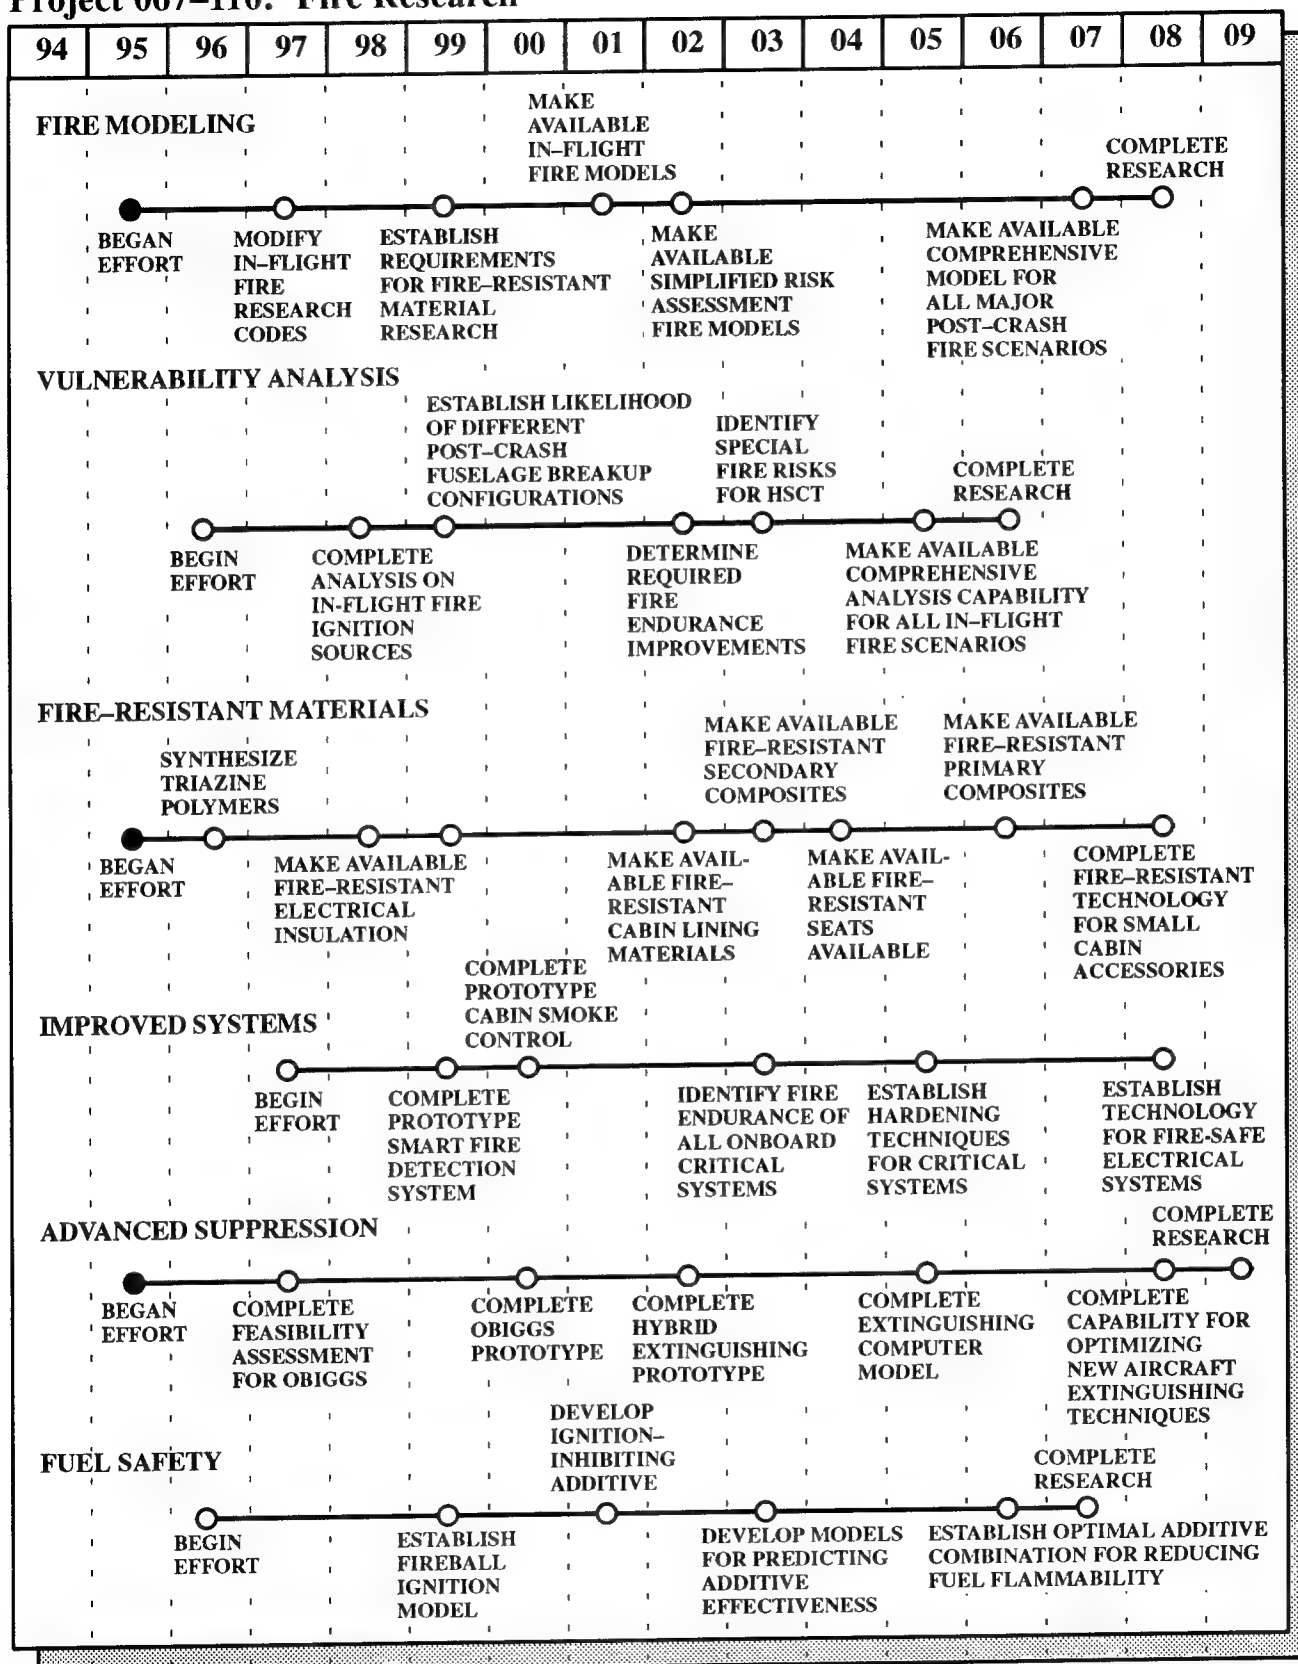 Project 067–110: Fire Research
94 95 96 97 98 99 00 01 02 03 04 05 06 07 08 09
FIRE MODELING
MAKE
AVAILABLE
IN–FLIGHT
FIRE MODELS
COMPLETE
RESEARCH
BEGAN
EFFORT
MODIFY
IN–FLIGHT
FIRE
RESEARCH
CODES
ESTABLISH
REQUIREMENTS
FOR FIRE–RESISTANT
MATERIAL
RESEARCH
MAKE
AVAILABLE
SIMPLIFIED RISK
ASSESSMENT
FIRE MODELS
MAKE AVAILABLE
COMPREHENSIVE
MODEL FOR
ALL MAJOR
POST–CRASH
FIRE SCENARIOS
VULNERABILITY ANALYSIS
ESTABLISH LIKELIHOOD
OF DIFFERENT
POST–CRASH
FUSELAGE BREAKUP
CONFIGURATIONS
IDENTIFY
SPECIAL
FIRE RISKS
FOR HSCT
COMPLETE
RESEARCH
BEGIN
EFFORT
COMPLETE
ANALYSIS ON
IN-FLIGHT FIRE
IGNITION
SOURCES
DETERMINE
REQUIRED
FIRE
ENDURANCE
IMPROVEMENTS
MAKE AVAILABLE
COMPREHENSIVE
ANALYSIS CAPABILITY
FOR ALL IN–FLIGHT
FIRE SCENARIOS
FIRE–RESISTANT MATERIALS
SYNTHESIZE
TRIAZINE
POLYMERS
MAKE AVAILABLE
FIRE–RESISTANT
SECONDARY
COMPOSITES
MAKE AVAILABLE
FIRE–RESISTANT
PRIMARY
COMPOSITES
BEGAN
EFFORT
MAKE AVAILABLE
FIRE–RESISTANT
ELECTRICAL
INSULATION
MAKE AVAIL-
ABLE FIRE–
RESISTANT
CABIN LINING
MATERIALS
MAKE AVAIL-
ABLE FIRE–
RESISTANT
SEATS
AVAILABLE
COMPLETE
FIRE–RESISTANT
TECHNOLOGY
FOR SMALL
CABIN
ACCESSORIES
IMPROVED SYSTEMS
COMPLETE
PROTOTYPE
CABIN SMOKE
CONTROL
BEGIN
EFFORT
COMPLETE
PROTOTYPE
SMART FIRE
DETECTION
SYSTEM
IDENTIFY FIRE
ENDURANCE OF
ALL ONBOARD
CRITICAL
SYSTEMS
ESTABLISH
HARDENING
TECHNIQUES
FOR CRITICAL
SYSTEMS
ESTABLISH
TECHNOLOGY
FOR FIRE-SAFE
ELECTRICAL
SYSTEMS
ADVANCED SUPPRESSION
COMPLETE
RESEARCH
BEGAN
EFFORT
COMPLETE
FEASIBILITY
ASSESSMENT
FOR OBIGGS
COMPLETE
OBIGGS
PROTOTYPE
COMPLETE
HYBRID
EXTINGUISHING
PROTOTYPE
COMPLETE
EXTINGUISHING
COMPUTER
MODEL
COMPLETE
CAPABILITY FOR
OPTIMIZING
NEW AIRCRAFT
EXTINGUISHING
TECHNIQUES
FUEL SAFETY
DEVELOP
IGNITION–
INHIBITING
ADDITIVE
COMPLETE
RESEARCH
BEGIN
EFFORT
ESTABLISH
FIREBALL
IGNITION
MODEL
DEVELOP MODELS
FOR PREDICTING
ADDITIVE
EFFECTIVENESS
ESTABLISH OPTIMAL ADDITIVE
COMBINATION FOR REDUCING
FUEL FLAMMABILITY